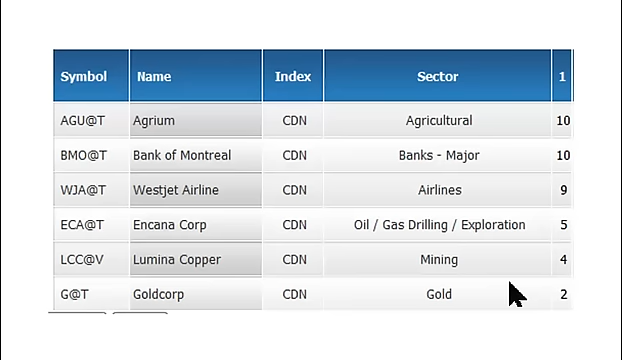 Symbol Name Index Sector 1
AGU@T Agrium CDN Agricultural 10
BMO@T Bank of Montreal CDN Banks - Major 10
WJA@T Westjet Airline CDN Airlines 9
ECA@T Encana Corp CDN Oil / Gas Drilling / Exploration 5
LCC@V Lumina Copper CDN Mining 4
G@T Goldcorp CDN Gold 2